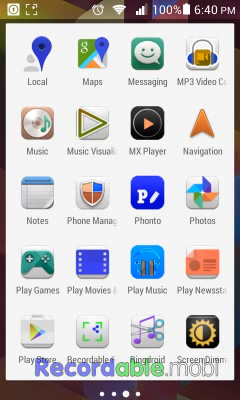 100% 6:40 PM
Local Maps Messaging MP3 Video Co
Music Music Visuali MX Player Navigation
Notes Phone Manag Phonto Photos
Play Games Play Movies & Play Music Play Newssta
Play Store Recordable F Ringdroid ScreenDimm
Recordable.mobi